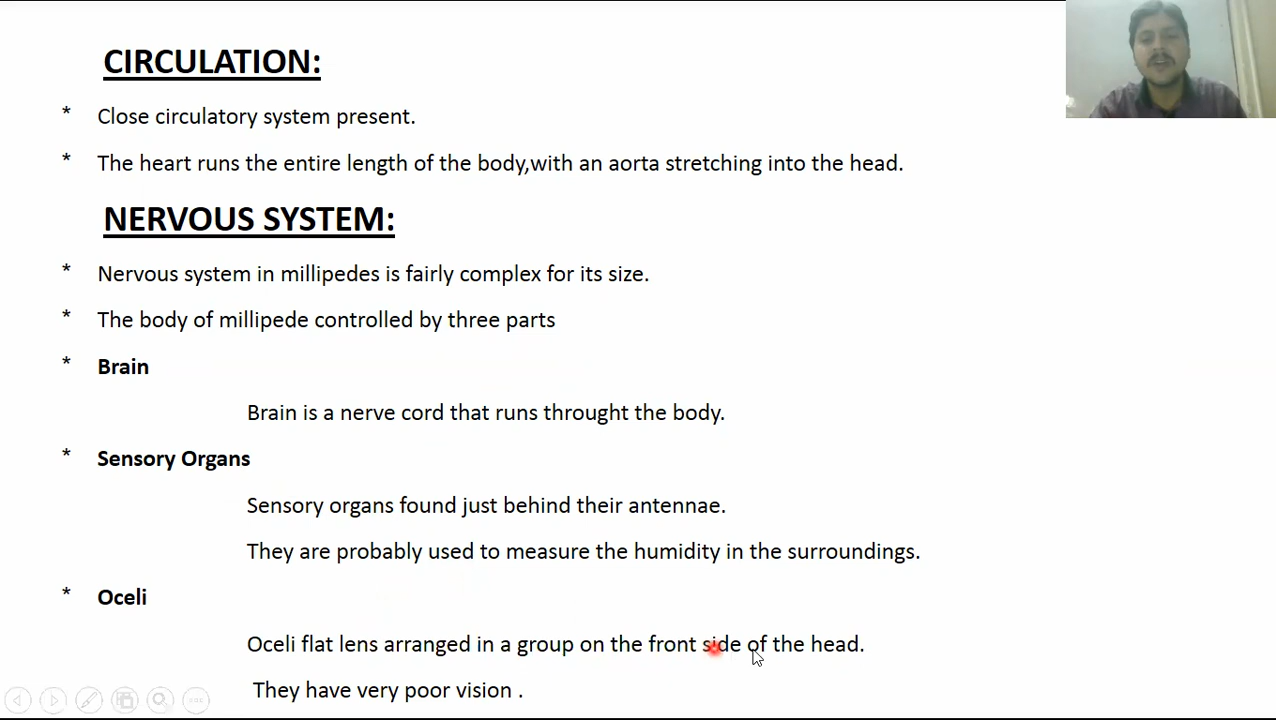 CIRCULATION:
* Close circulatory system present.
* The heart runs the entire length of the body,with an aorta stretching into the head.
NERVOUS SYSTEM:
* Nervous system in millipedes is fairly complex for its size.
* The body of millipede controlled by three parts
* Brain
Brain is a nerve cord that runs throught the body.
* Sensory Organs
Sensory organs found just behind their antennae.
They are probably used to measure the humidity in the surroundings.
* Oceli
Oceli flat lens arranged in a group on the front side of the head.
They have very poor vision .